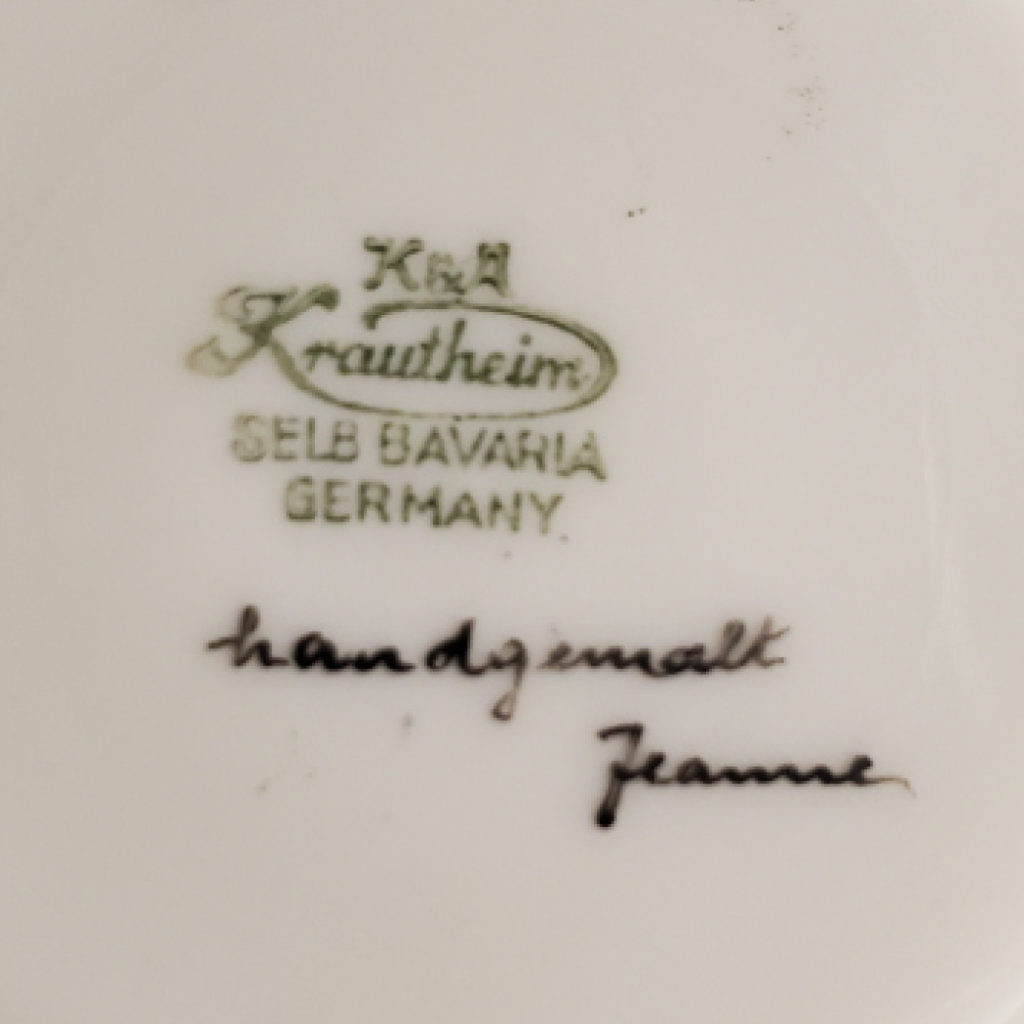 K&A
Krautheim
SELB BAVARIA
GERMANY
handgemalt
Jeanne